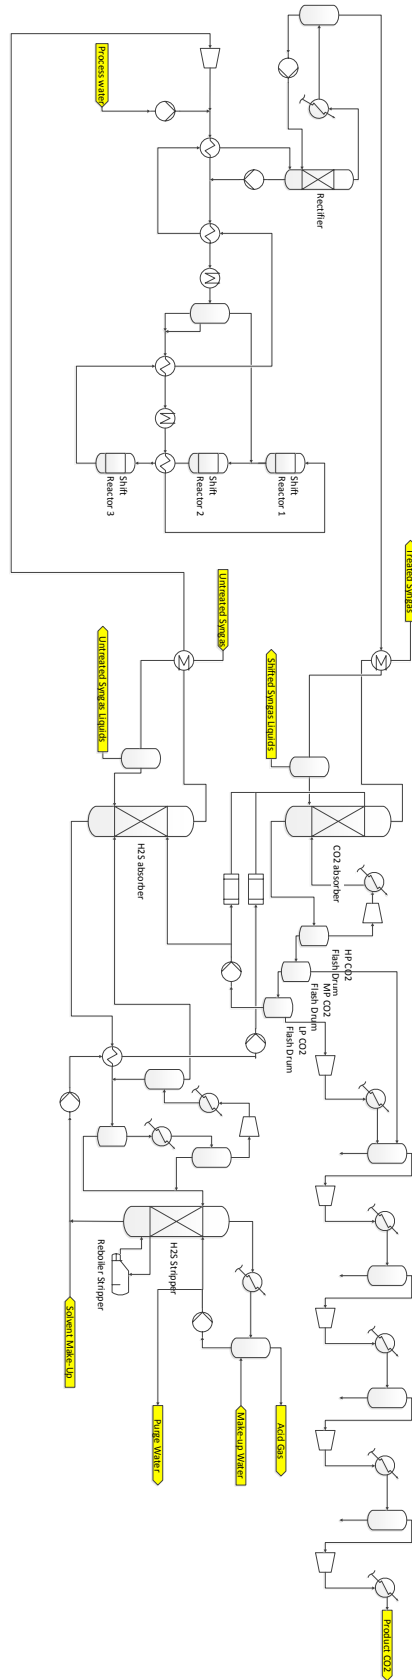 Process water
Rectifier
Shift
Reactor 1
Shift
Reactor 2
Shift
Reactor 3
Treated Syngas
Untreated Syngas
Shifted Syngas Liquids
Untreated Syngas Liquids
CO2 absorber
H2S absorber
HP CO2
Flash Drum
MP CO2
Flash Drum
LP CO2
Flash Drum
H2S Stripper
Reboiler Stripper
Solvent Make-Up
Purge Water
Make-up Water
Acid Gas
Product CO2